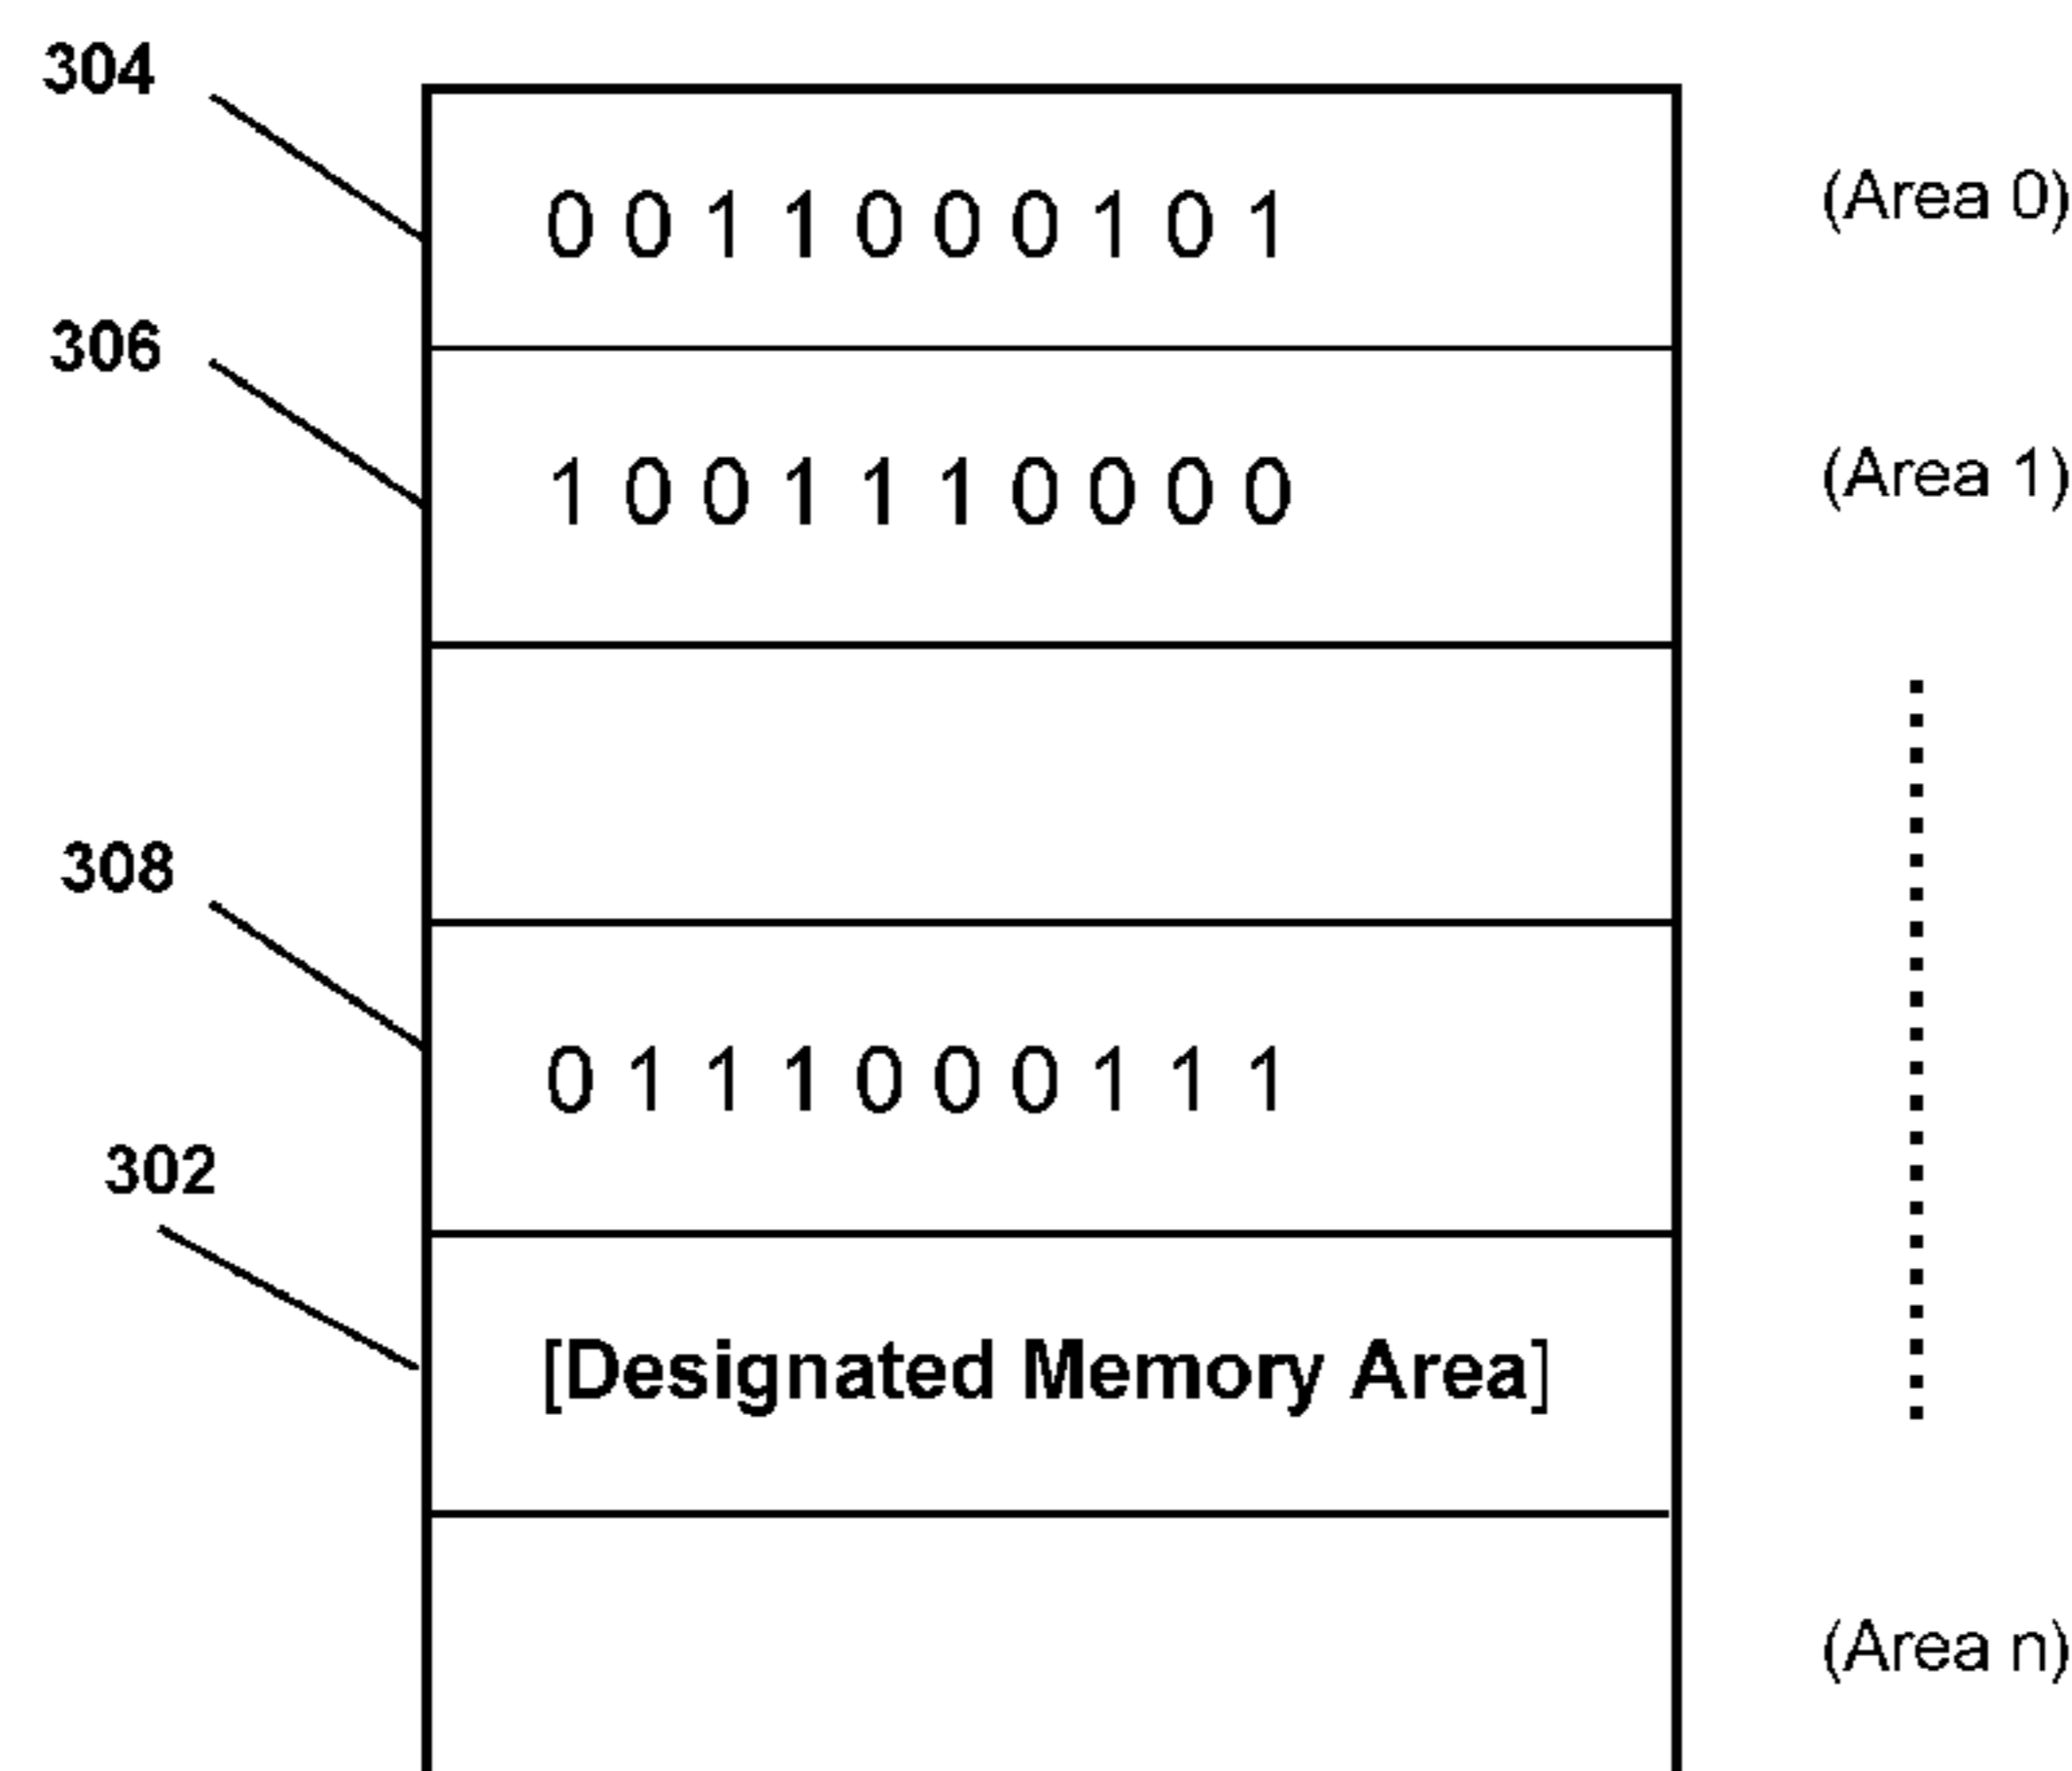 304
0 0 1 1 0 0 0 1 0 1 (Area 0)
306
1 0 0 1 1 1 0 0 0 0 (Area 1)
308
0 1 1 1 0 0 0 1 1 1
302
[Designated Memory Area]
(Area n)